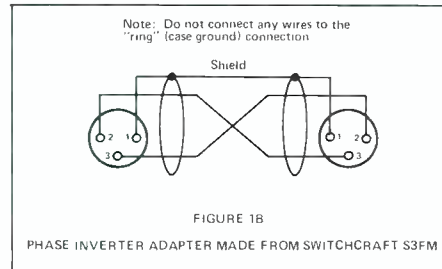 Note: Do not connect any wires to the
"ring" (case ground) connection
Shield
2 1 1 2
3 3
FIGURE 1B
PHASE INVERTER ADAPTER MADE FROM SWITCHCRAFT S3FM